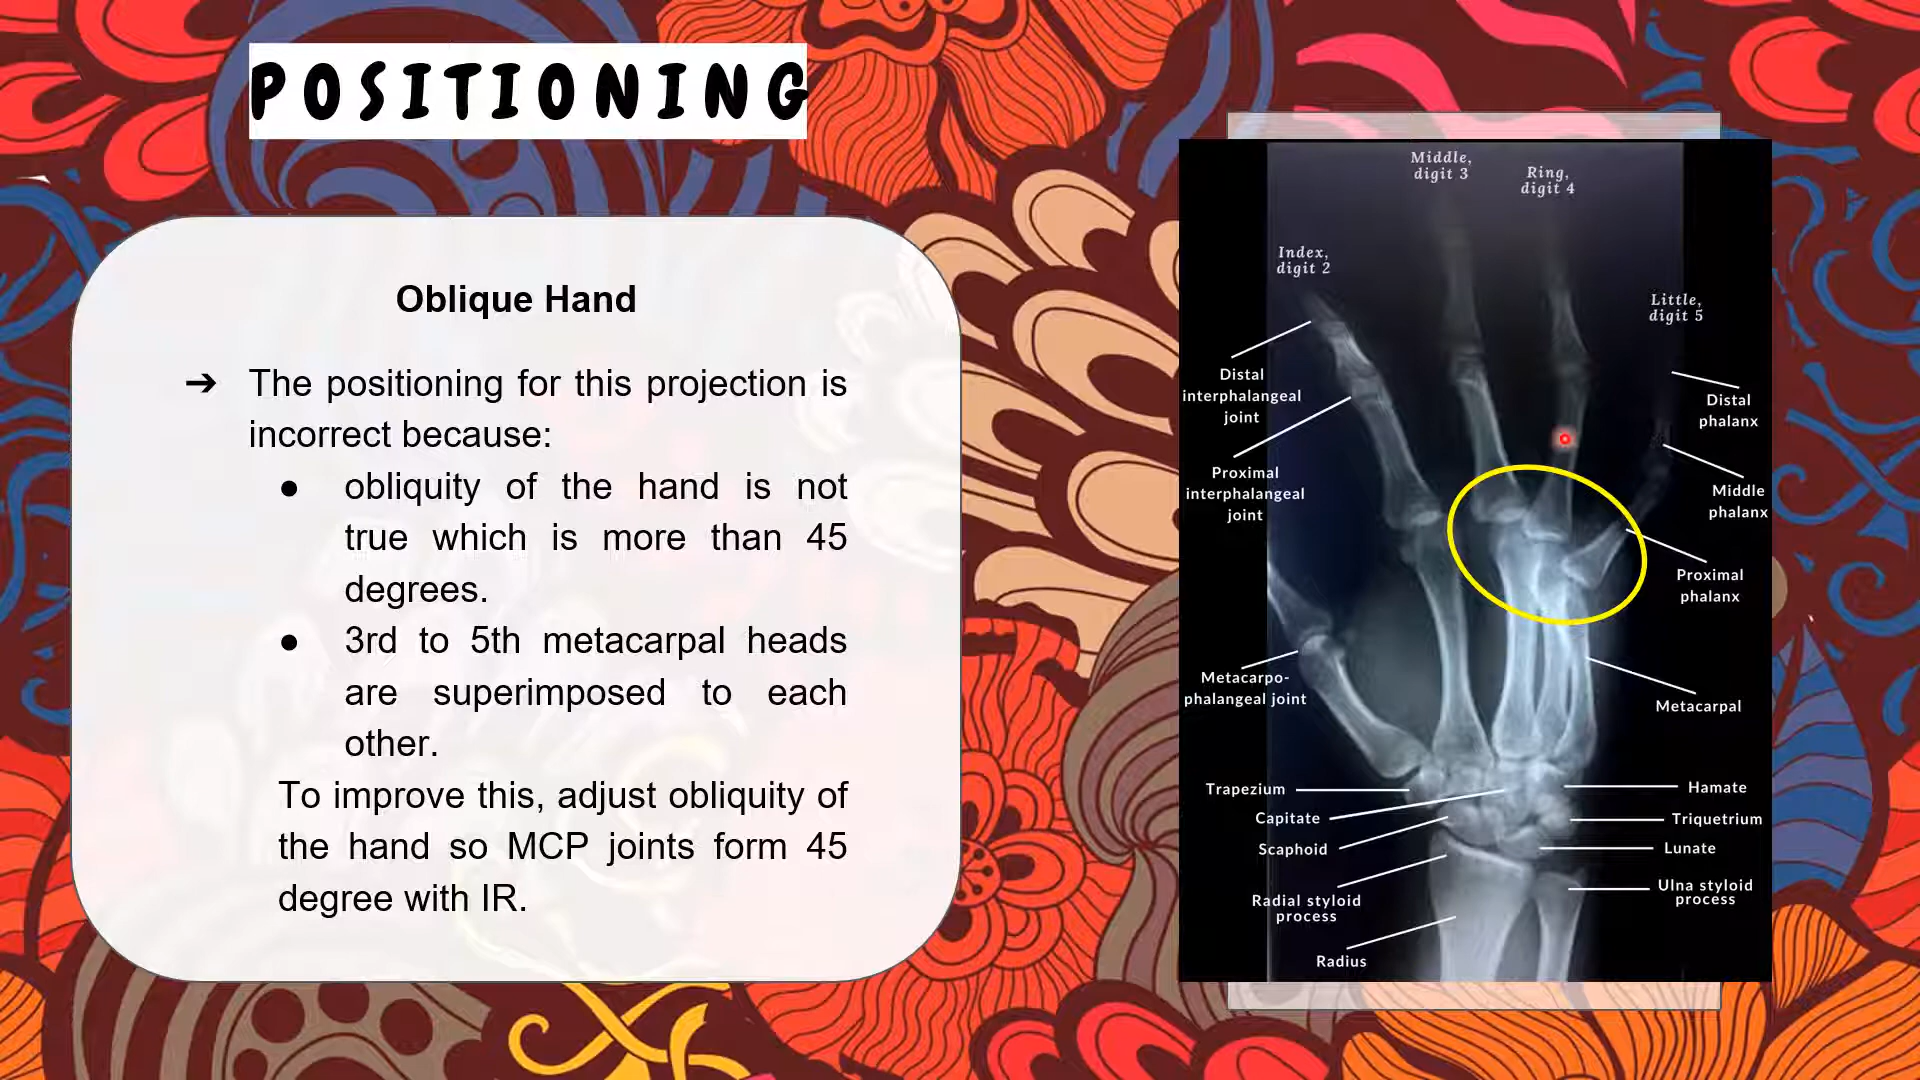 POSITIONING
Oblique Hand
➔ The positioning for this projection is
incorrect because:
● obliquity of the hand is not
true which is more than 45
degrees.
● 3rd to 5th metacarpal heads
are superimposed to each
other.
To improve this, adjust obliquity of
the hand so MCP joints form 45
degree with IR.
Middle,
digit 3
Ring,
digit 4
Index,
digit 2
Little,
digit 5
Distal
interphalangeal
joint
Distal
phalanx
Proximal
interphalangeal
joint
Middle
phalanx
Proximal
phalanx
Metacarpo-
phalangeal joint
Metacarpal
Trapezium
Hamate
Capitate
Triquetrium
Scaphoid
Lunate
Radial styloid
process
Ulna styloid
process
Radius